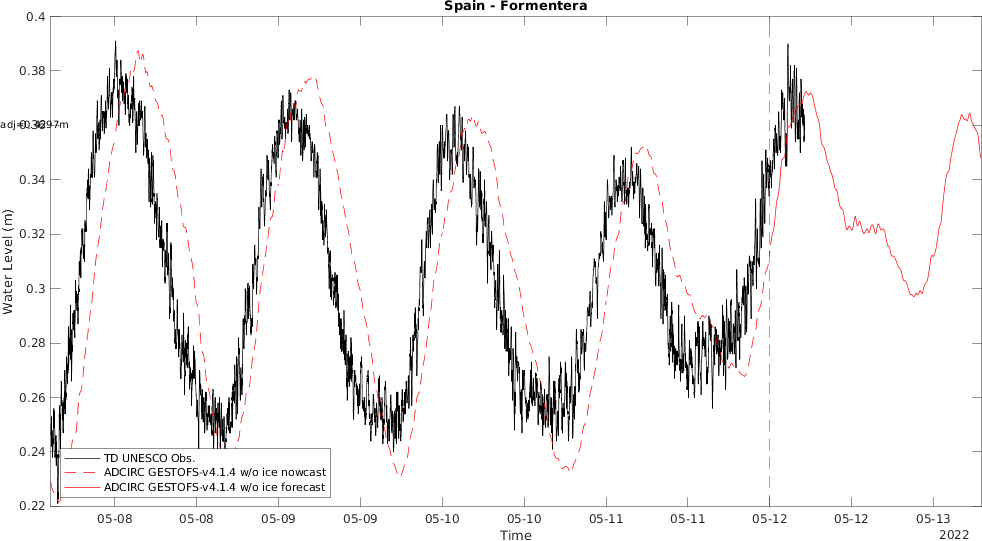 Spain - Formentera
0.4
0.38
0.34
0.32
0.3
0.28
0.26
0.24
0.22
Water Level (m)
TD UNESCO Obs.
ADCIRC GESTOFS-v4.1.4 w/o ice nowcast
ADCIRC GESTOFS-v4.1.4 w/o ice forecast
05-08 05-08 05-09 05-09 05-10 05-10 05-11 05-11 05-12 05-12 05-13
Time
2022